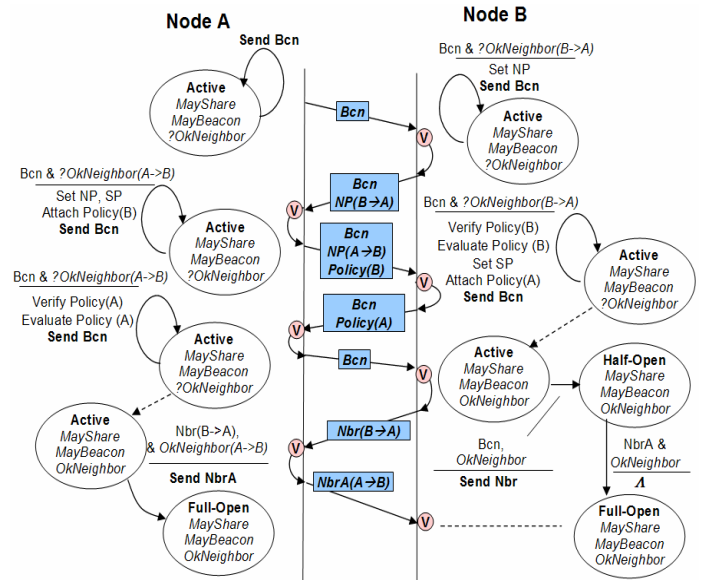 Node A
Node B
Send Bcn
Active
MayShare
MayBeacon
?OkNeighbor
Bcn
V
Bcn & ?OkNeighbor(B->A)
Set NP
Send Bcn
Active
MayShare
MayBeacon
?OkNeighbor
Bcn
NP(B→A)
V
Bcn & ?OkNeighbor(A->B)
Set NP, SP
Attach Policy(B)
Send Bcn
Active
MayShare
MayBeacon
?OkNeighbor
Bcn
NP(A→B)
Policy(B)
V
Bcn & ?OkNeighbor(B->A)
Verify Policy(B)
Evaluate Policy (B)
Set SP
Attach Policy(A)
Send Bcn
Active
MayShare
MayBeacon
?OkNeighbor
Bcn
Policy(A)
V
Bcn & ?OkNeighbor(A->B)
Verify Policy(A)
Evaluate Policy (A)
Send Bcn
Active
MayShare
MayBeacon
?OkNeighbor
Bcn
V
Active
MayShare
MayBeacon
OkNeighbor
Half-Open
MayShare
MayBeacon
OkNeighbor
Bcn,
OkNeighbor
Send Nbr
Nbr(B→A)
V
Active
MayShare
MayBeacon
OkNeighbor
Nbr(B->A),
& OkNeighbor(A->B)
Send NbrA
NbrA(A→B)
V
Full-Open
MayShare
MayBeacon
OkNeighbor
NbrA &
OkNeighbor
Λ
Full-Open
MayShare
MayBeacon
OkNeighbor